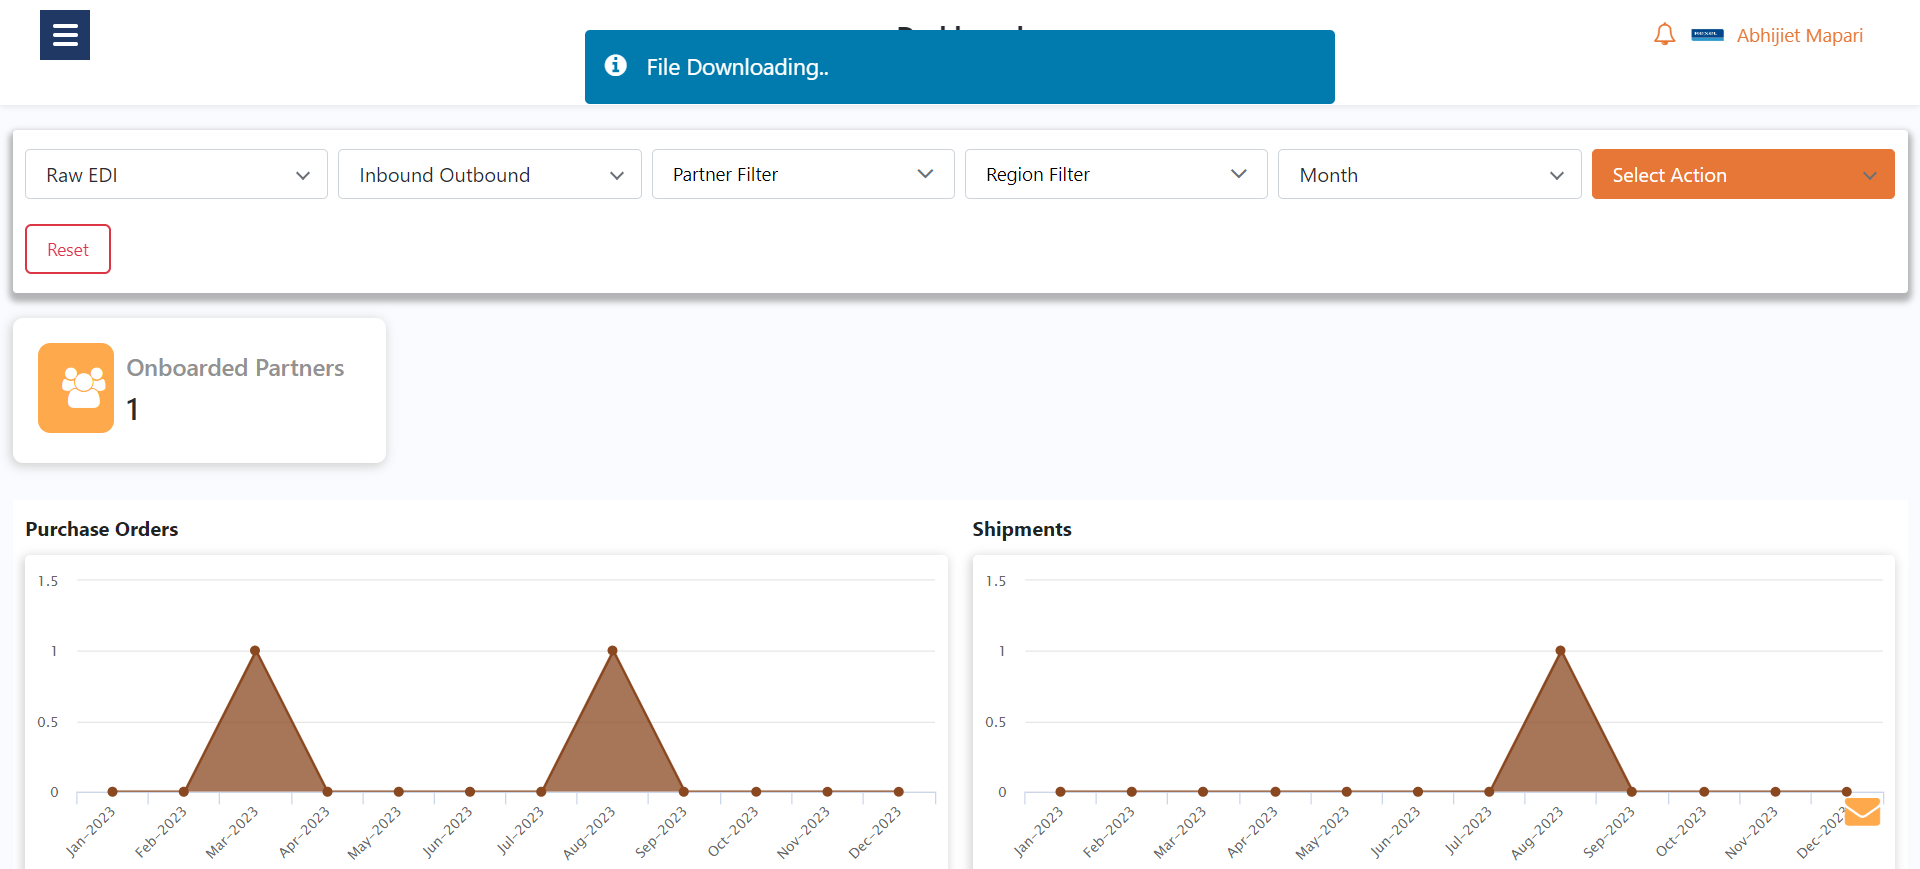 File Downloading..
Abhijiet Mapari
Raw EDI
Inbound Outbound
Partner Filter
Region Filter
Month
Select Action
Reset
Onboarded Partners
1
Purchase Orders
1.5
1
0.5
0
Jan-2023
Feb-2023
Mar-2023
Apr-2023
May-2023
Jun-2023
Jul-2023
Aug-2023
Sep-2023
Oct-2023
Nov-2023
Dec-2023
Shipments
1.5
1
0.5
0
Jan-2023
Feb-2023
Mar-2023
Apr-2023
May-2023
Jun-2023
Jul-2023
Aug-2023
Sep-2023
Oct-2023
Nov-2023
Dec-2023